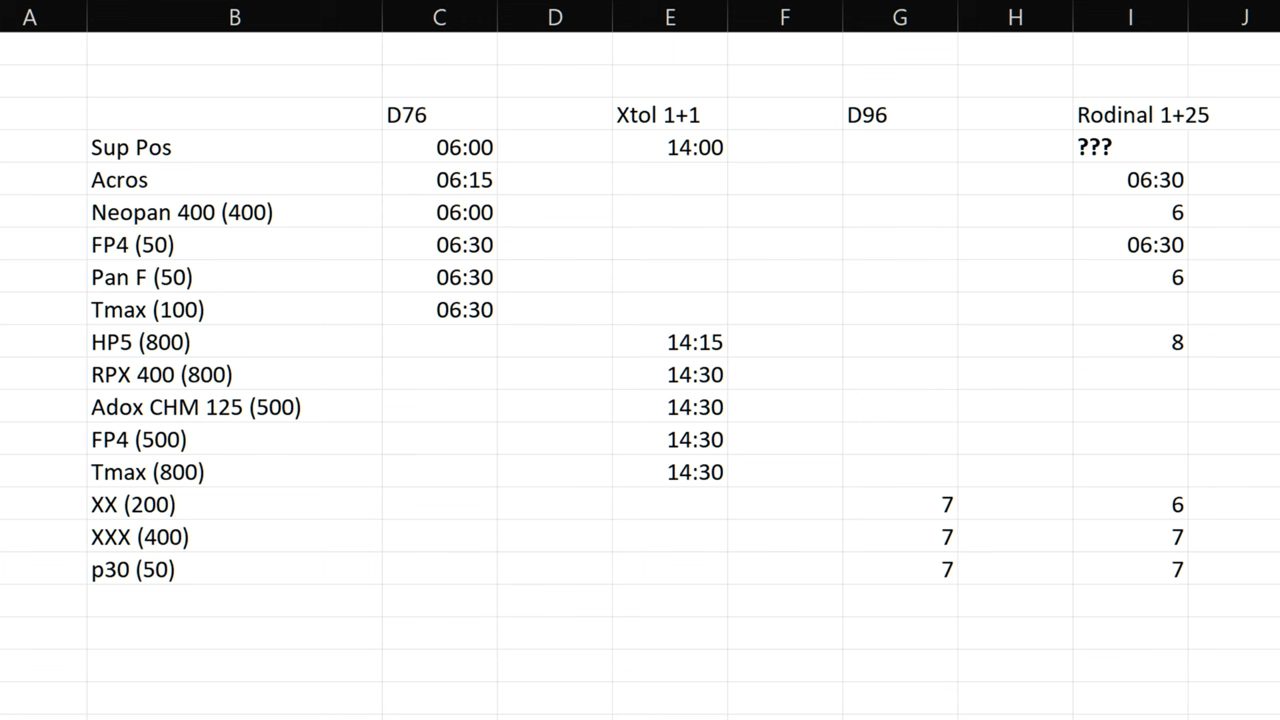 A B C D E F G H I J
D76 Xtol 1+1 D96 Rodinal 1+25
Sup Pos 06:00 14:00 ???
Acros 06:15 06:30
Neopan 400 (400) 06:00 6
FP4 (50) 06:30 06:30
Pan F (50) 06:30 6
Tmax (100) 06:30
HP5 (800) 14:15 8
RPX 400 (800) 14:30
Adox CHM 125 (500) 14:30
FP4 (500) 14:30
Tmax (800) 14:30
XX (200) 7 6
XXX (400) 7 7
p30 (50) 7 7